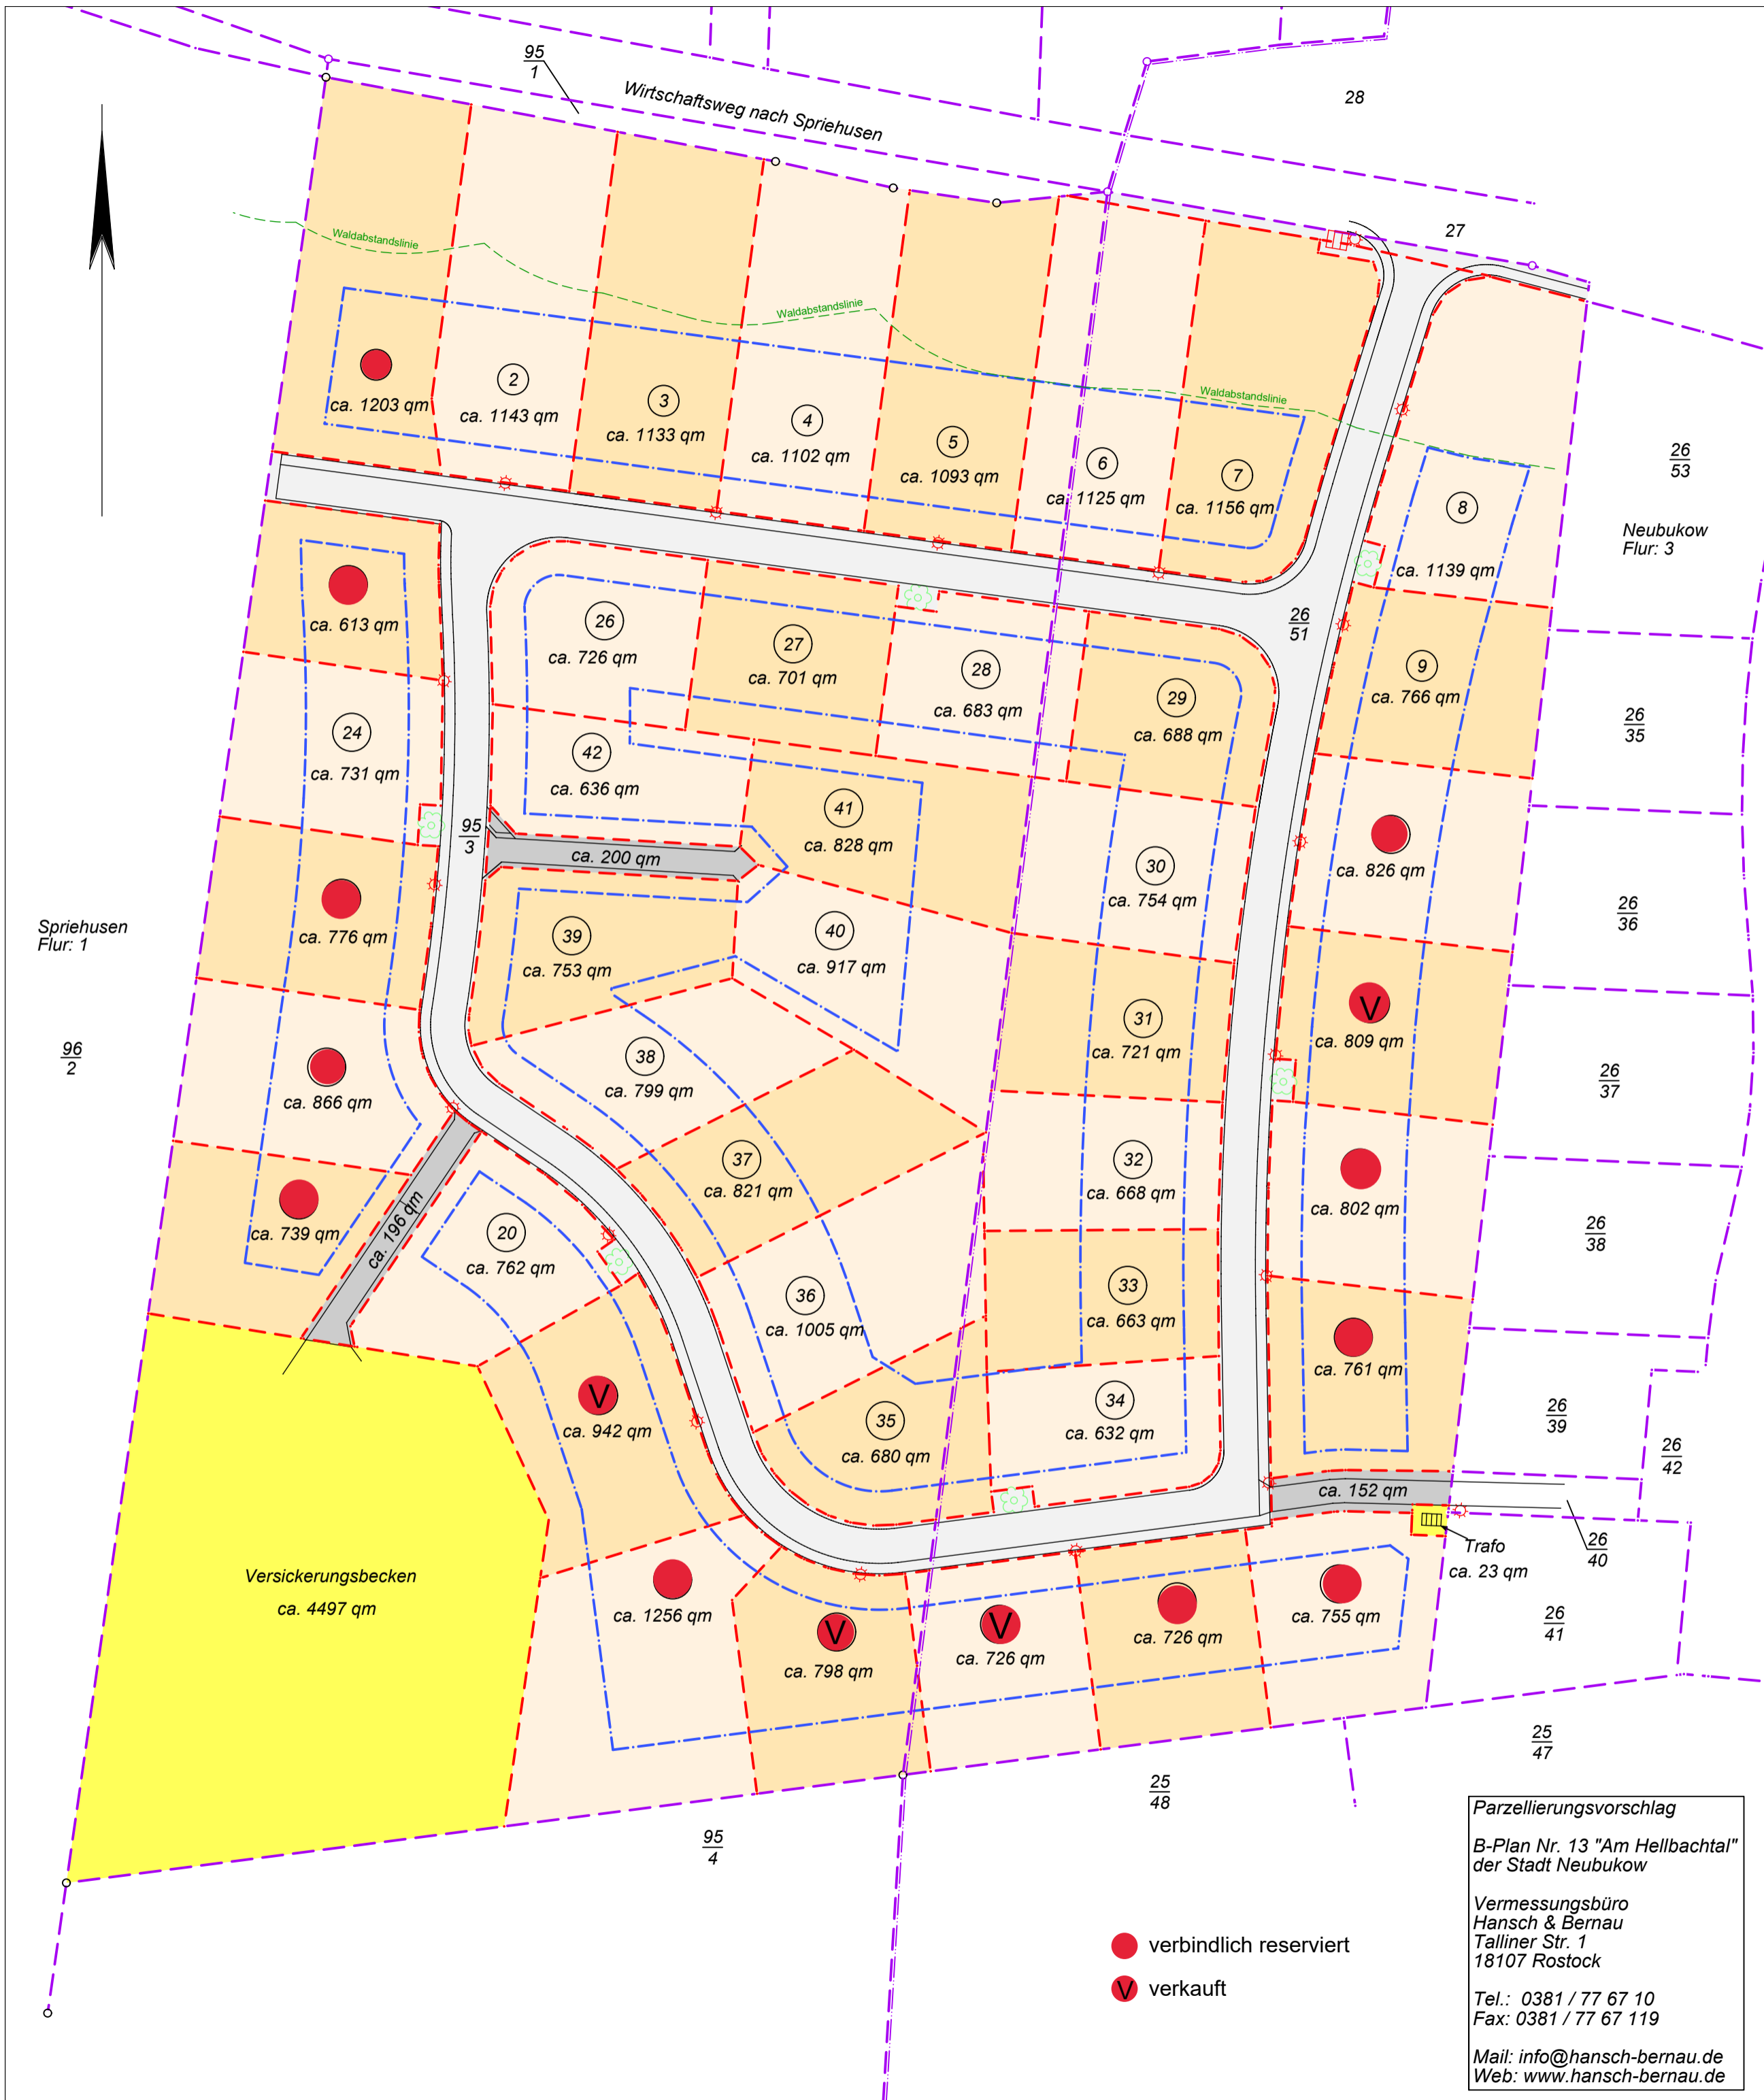 95
1
Wirtschaftsweg nach Spriehusen
28
27
Waldabstandslinie
Waldabstandslinie
Waldabstandslinie
ca. 1203 qm
2
ca. 1143 qm
3
ca. 1133 qm
4
ca. 1102 qm
5
ca. 1093 qm
6
ca. 1125 qm
7
ca. 1156 qm
8
ca. 1139 qm
26
53
Neubukow
Flur: 3
ca. 613 qm
26
ca. 726 qm
27
ca. 701 qm
28
ca. 683 qm
29
ca. 688 qm
26
51
9
ca. 766 qm
26
35
24
ca. 731 qm
42
ca. 636 qm
41
ca. 828 qm
30
ca. 754 qm
ca. 826 qm
26
36
95
3
ca. 200 qm
ca. 776 qm
39
ca. 753 qm
40
ca. 917 qm
Spriehusen
Flur: 1
31
ca. 721 qm
V
ca. 809 qm
26
37
96
2
ca. 866 qm
38
ca. 799 qm
37
ca. 821 qm
32
ca. 668 qm
ca. 802 qm
26
38
ca. 739 qm
ca. 196 qm
20
ca. 762 qm
36
ca. 1005 qm
33
ca. 663 qm
ca. 761 qm
26
39
V
ca. 942 qm
35
ca. 680 qm
34
ca. 632 qm
26
42
ca. 152 qm
Trafo
ca. 23 qm
26
40
Versickerungsbecken
ca. 4497 qm
ca. 1256 qm
V
ca. 798 qm
V
ca. 726 qm
ca. 726 qm
ca. 755 qm
26
41
25
47
25
48
95
4
verbindlich reserviert
V
verkauft
Parzellierungsvorschlag
B-Plan Nr. 13 "Am Hellbachtal"
der Stadt Neubukow
Vermessungsbüro
Hansch & Bernau
Talliner Str. 1
18107 Rostock
Tel.: 0381 / 77 67 10
Fax: 0381 / 77 67 119
Mail: info@hansch-bernau.de
Web: www.hansch-bernau.de